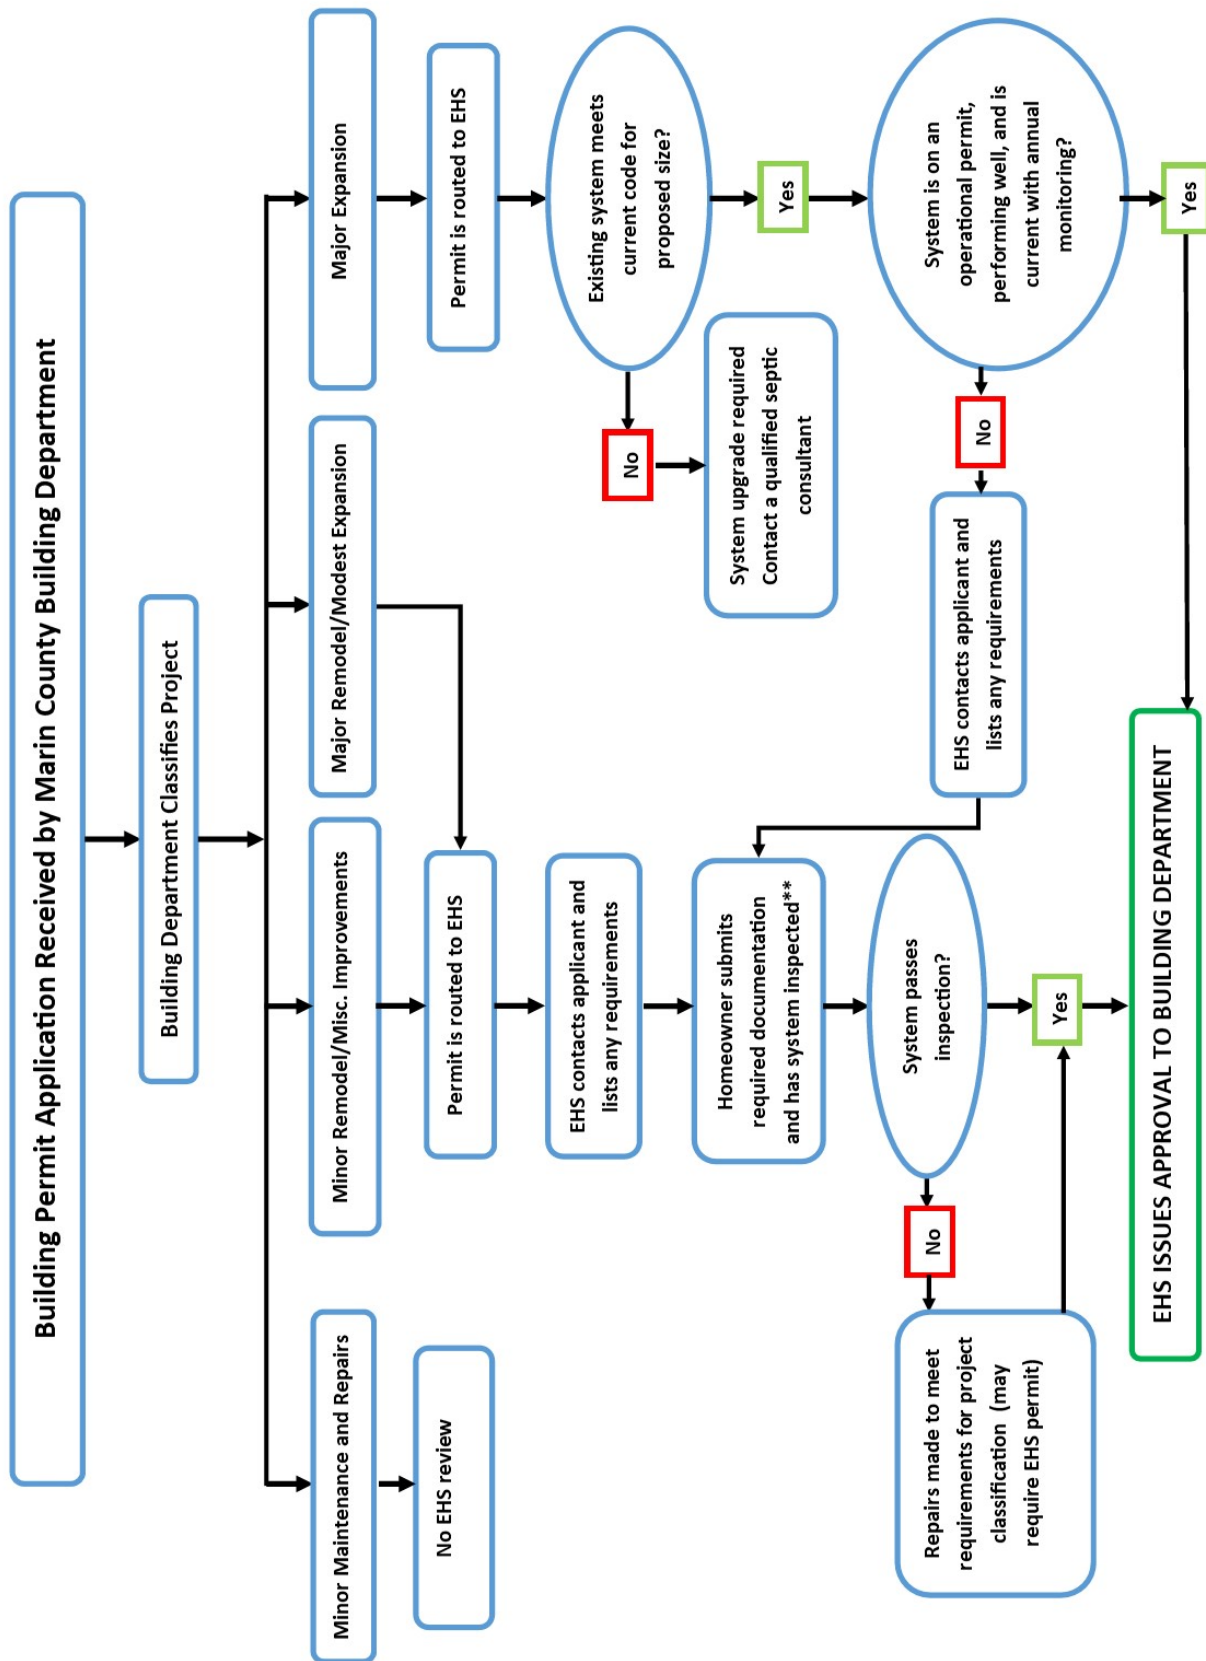 Building Permit Application Received by Marin County Building Department
Building Department Classifies Project
Minor Maintenance and Repairs
Minor Remodel/Misc. Improvements
Major Remodel/Modest Expansion
Major Expansion
No EHS review
Permit is routed to EHS
Permit is routed to EHS
EHS contacts applicant and
lists any requirements
Existing system meets
current code for
proposed size?
No
Yes
Homeowner submits
required documentation
and has system inspected**
System upgrade required
Contact a qualified septic
consultant
System passes
inspection?
No
Repairs made to meet
requirements for project
classification (may
require EHS permit)
Yes
EHS contacts applicant and
lists any requirements
No
System is on an
operational permit,
performing well, and is
current with annual
monitoring?
Yes
EHS ISSUES APPROVAL TO BUILDING DEPARTMENT